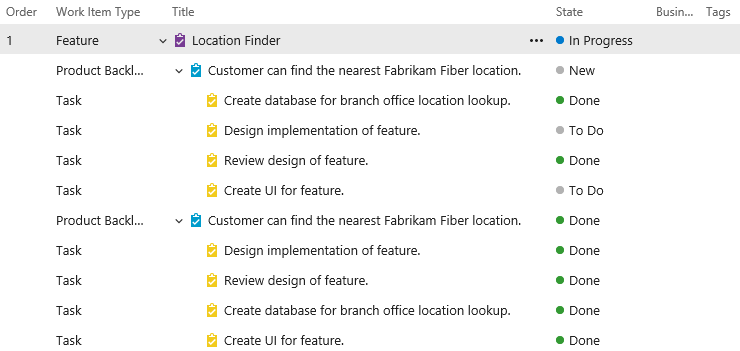 Order Work Item Type Title State Busin... Tags
1 Feature Location Finder ... In Progress
Product Backl... Customer can find the nearest Fabrikam Fiber location. New
Task Create database for branch office location lookup. Done
Task Design implementation of feature. To Do
Task Review design of feature. Done
Task Create UI for feature. To Do
Product Backl... Customer can find the nearest Fabrikam Fiber location. Done
Task Design implementation of feature. Done
Task Review design of feature. Done
Task Create database for branch office location lookup. Done
Task Create UI for feature. Done